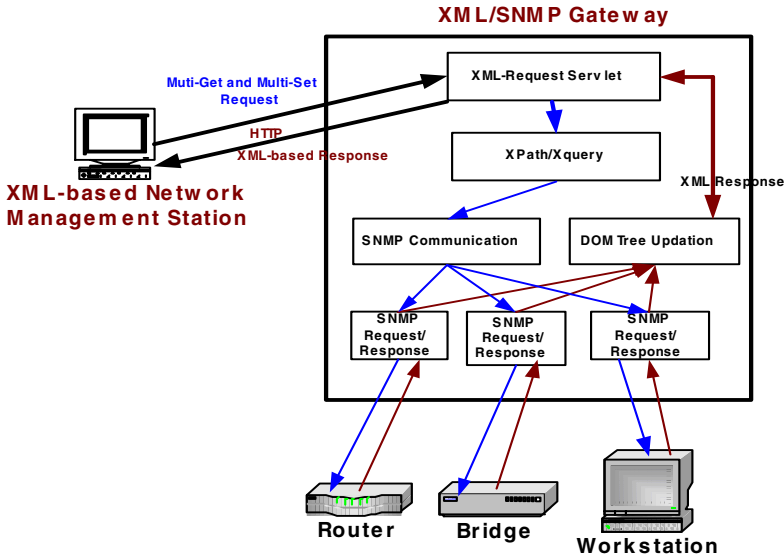 XML/SNMP Gateway
XML-Request Servlet
Muti-Get and Multi-Set
Request
HTTP
XML-based Response
XPath/Xquery
XML Response
XML-based Network
Management Station
SNMP Communication
DOM Tree Updation
SNMP
Request/
Response
SNMP
Request/
Response
SNMP
Request/
Response
Router
Bridge
Workstation